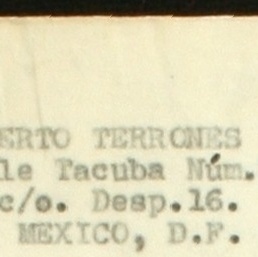 ERTO TERRONES
le Tacuba Núm.
c/o. Desp.16.
MEXICO, D.F.